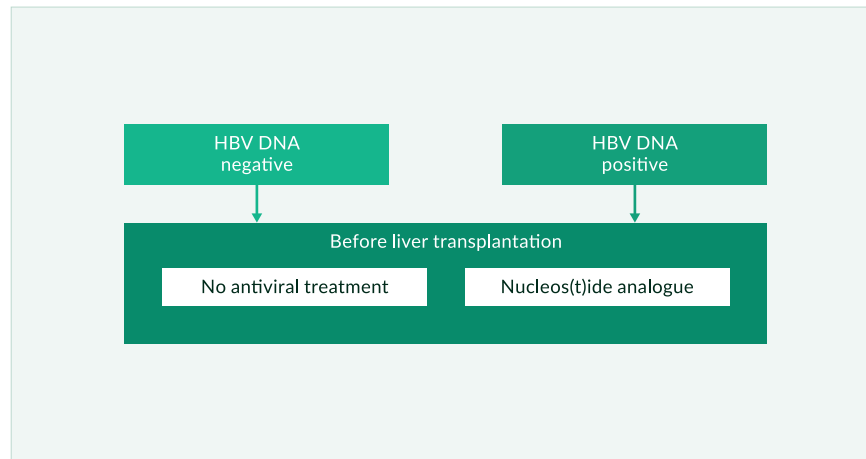 HBV DNA
negative
HBV DNA
positive
Before liver transplantation
No antiviral treatment
Nucleos(t)ide analogue